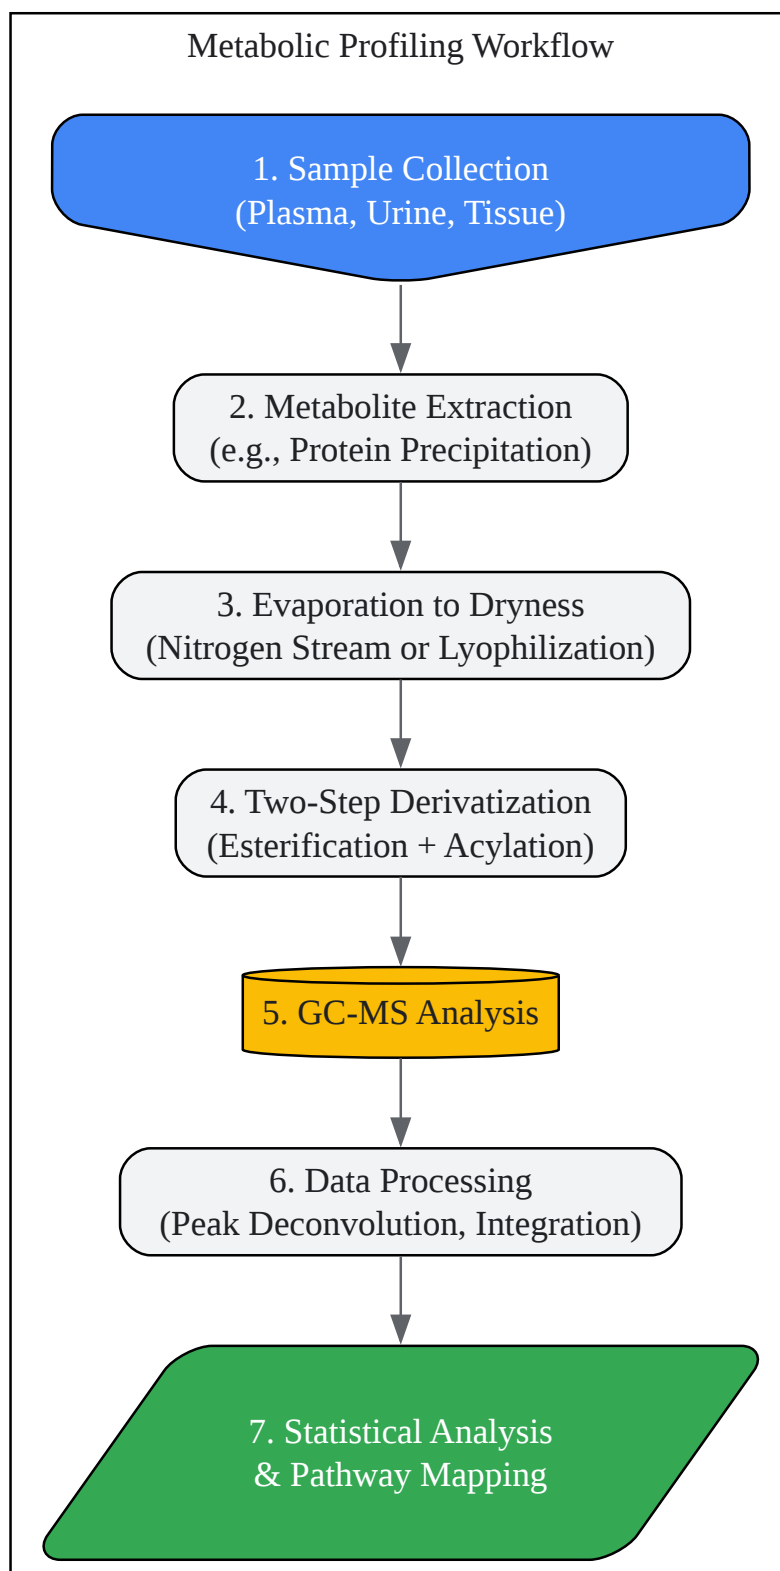 Metabolic Profiling Workflow
1. Sample Collection
(Plasma, Urine, Tissue)
2. Metabolite Extraction
(e.g., Protein Precipitation)
3. Evaporation to Dryness
(Nitrogen Stream or Lyophilization)
4. Two-Step Derivatization
(Esterification + Acylation)
5. GC-MS Analysis
6. Data Processing
(Peak Deconvolution, Integration)
7. Statistical Analysis
& Pathway Mapping